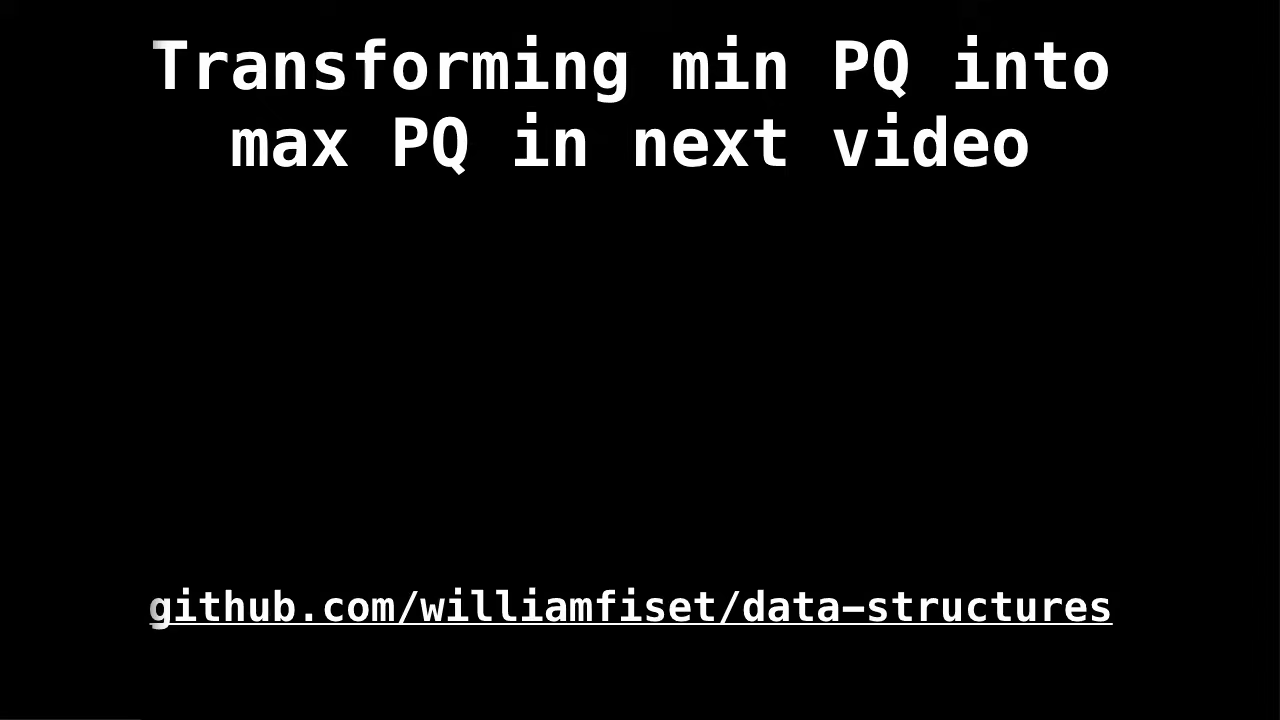 Transforming min PQ into
max PQ in next video
github.com/williamfiset/data-structures